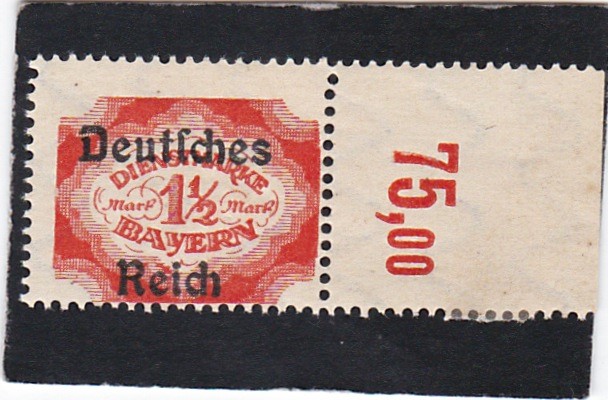 Deutſches
DIENSTMARKE
Mark 1½ Mark
BAYERN
Reich
75,00